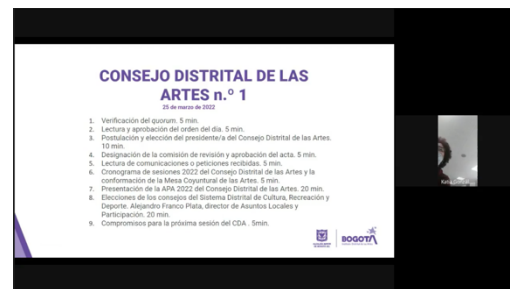 CONSEJO DISTRITAL DE LAS
ARTES n.º 1
25 de marzo de 2022
1. Verificación del quorum. 5 min.
2. Lectura y aprobación del orden del día. 5 min.
3. Postulación y elección del presidente/a del Consejo Distrital de las Artes.
10 min.
4. Designación de la comisión de revisión y aprobación del acta. 5 min.
5. Lectura de comunicaciones o peticiones recibidas. 5 min.
6. Cronograma de sesiones 2022 del Consejo Distrital de las Artes y la
conformación de la Mesa Coyuntural de las Artes. 5 min.
7. Presentación de la APA 2022 del Consejo Distrital de las Artes. 20 min.
8. Elecciones de los consejos del Sistema Distrital de Cultura, Recreación y
Deporte. Alejandro Franco Plata, director de Asuntos Locales y
Participación. 20 min.
9. Compromisos para la próxima sesión del CDA . 5min.
BOGOTÁ